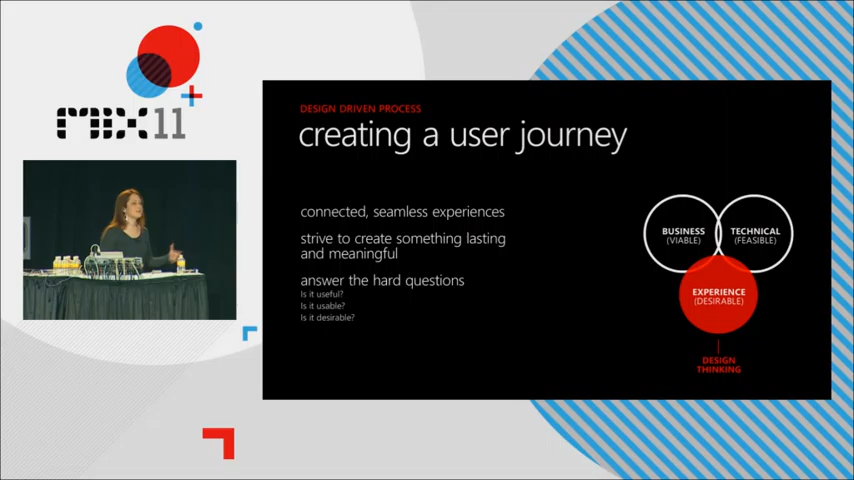 mix11
DESIGN DRIVEN PROCESS
creating a user journey
connected, seamless experiences
strive to create something lasting
and meaningful
answer the hard questions
Is it useful?
Is it usable?
Is it desirable?
BUSINESS
(VIABLE)
TECHNICAL
(FEASIBLE)
EXPERIENCE
(DESIRABLE)
DESIGN
THINKING